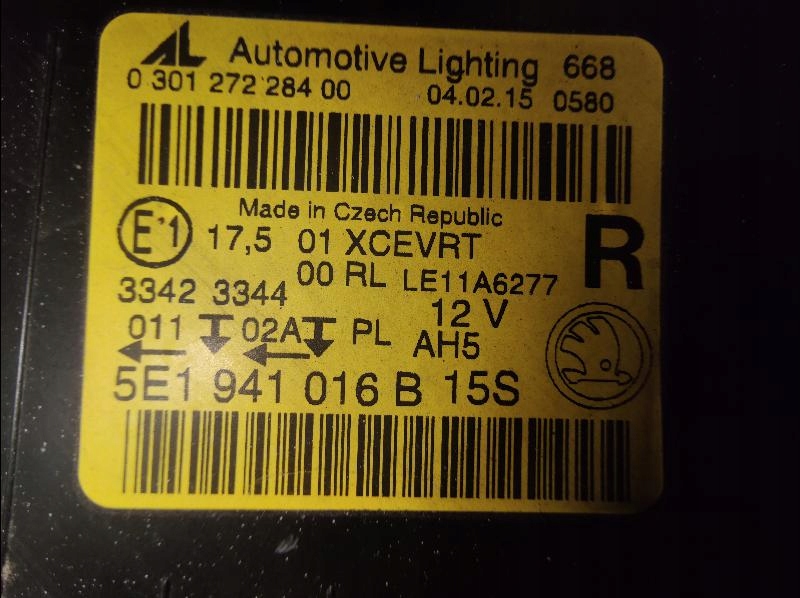 AL Automotive Lighting 668
0 301 272 284 00 04.02.15 0580
Made in Czech Republic
E1 17,5 01 XCEVRT R
00 RL LE11A6277
3342 3344 12 V
011 02A PL AH5
5E1 941 016 B 15S